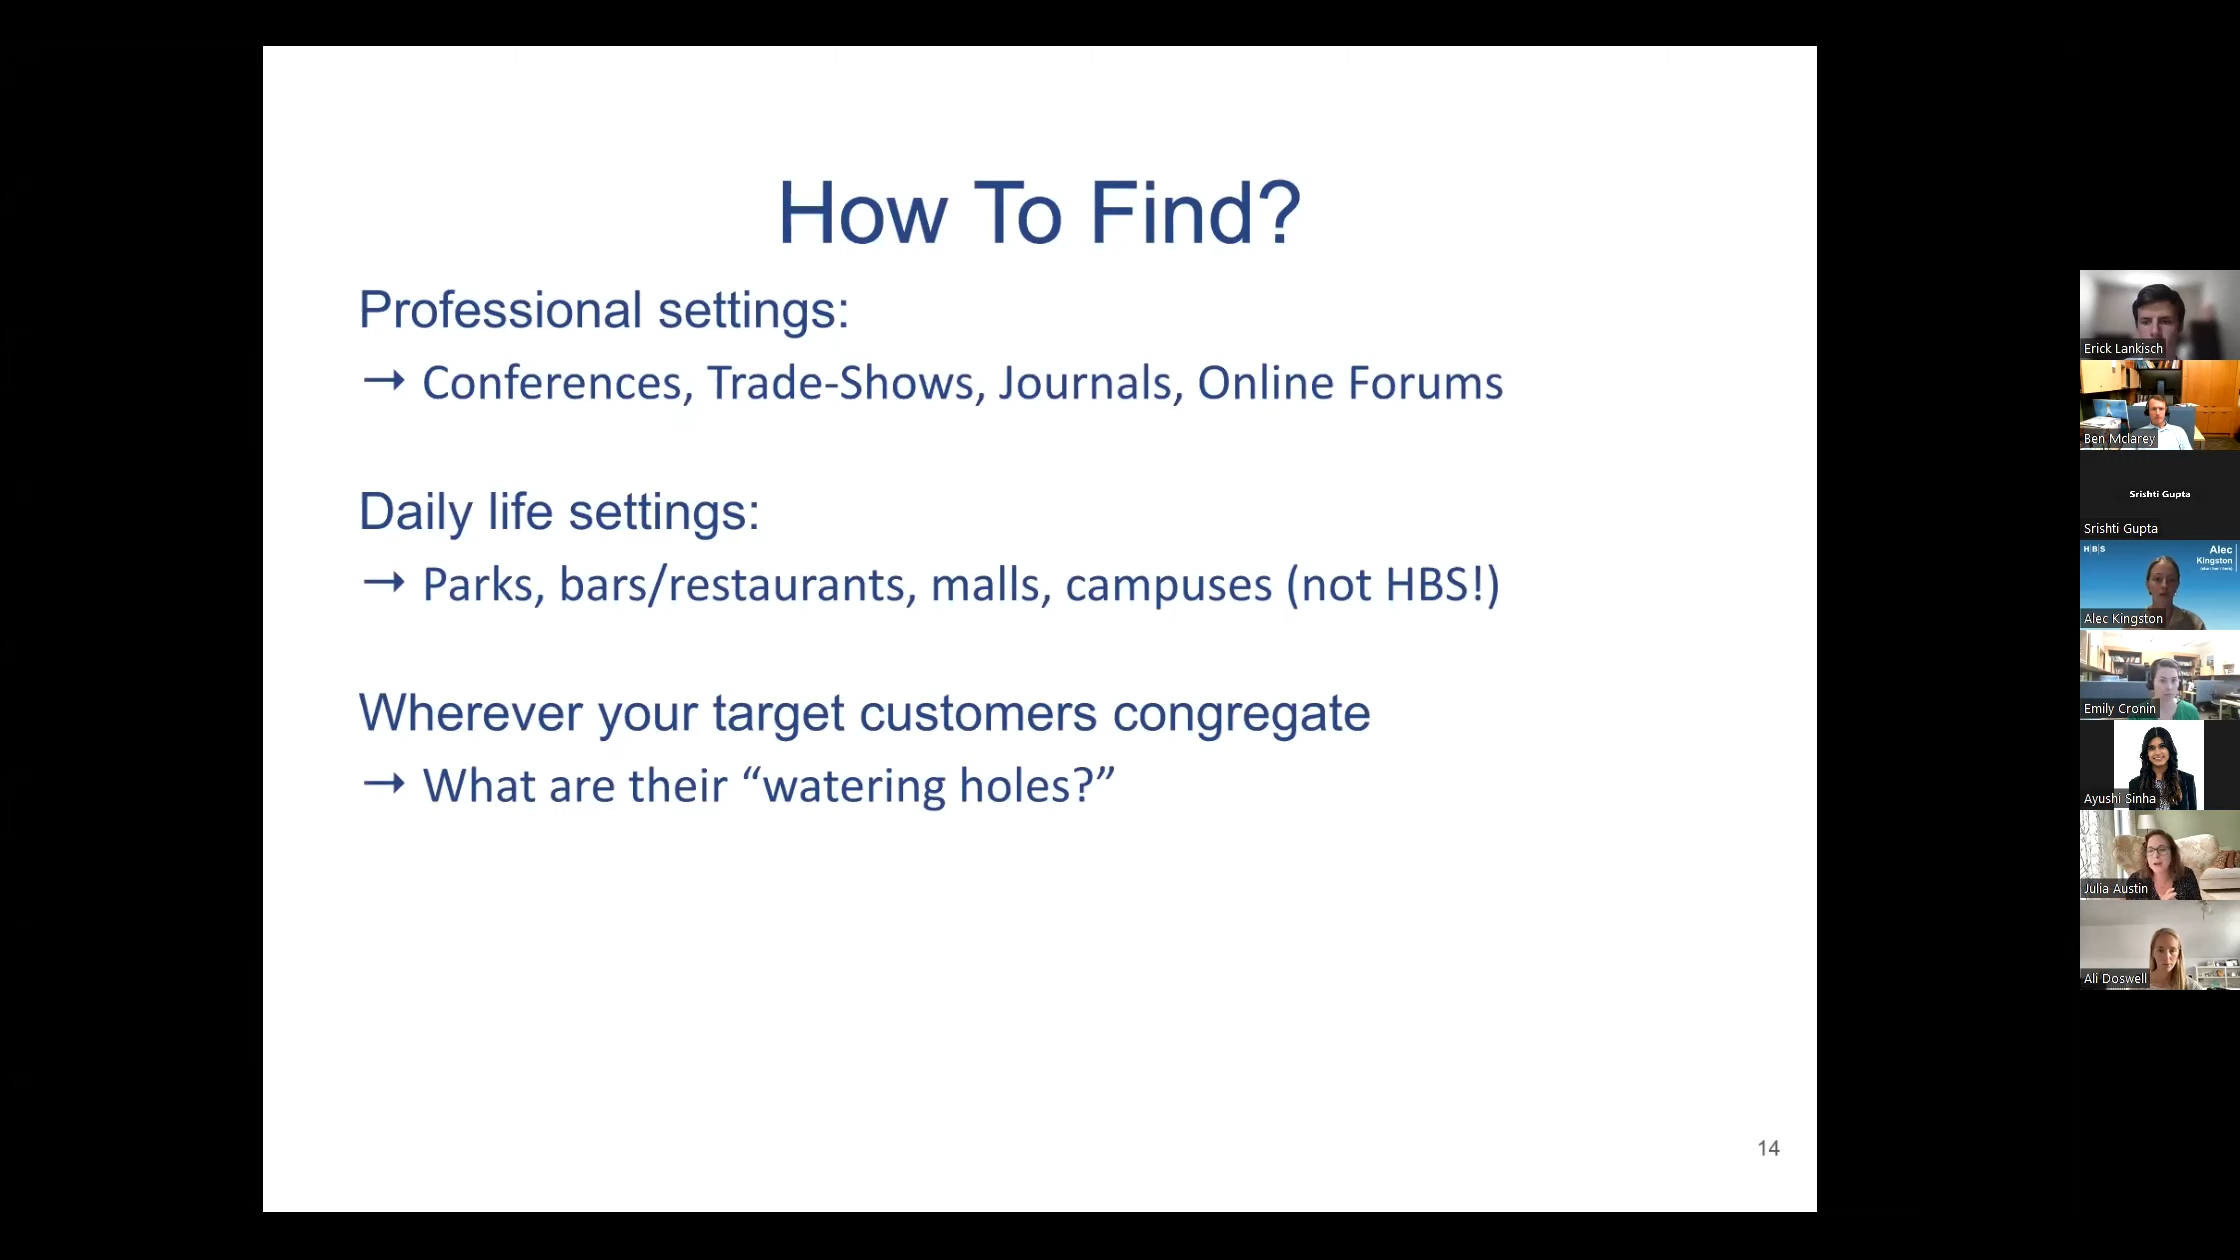 How To Find?
Professional settings:
→ Conferences, Trade-Shows, Journals, Online Forums
Daily life settings:
→ Parks, bars/restaurants, malls, campuses (not HBS!)
Wherever your target customers congregate
→ What are their “watering holes?”
14
Erick Lankisch
Ben Mclarey
Srishti Gupta
Srishti Gupta
H|B|S
Alec
Kingston
Alec Kingston
Emily Cronin
Ayushi Sinha
Julia Austin
Ali Doswell